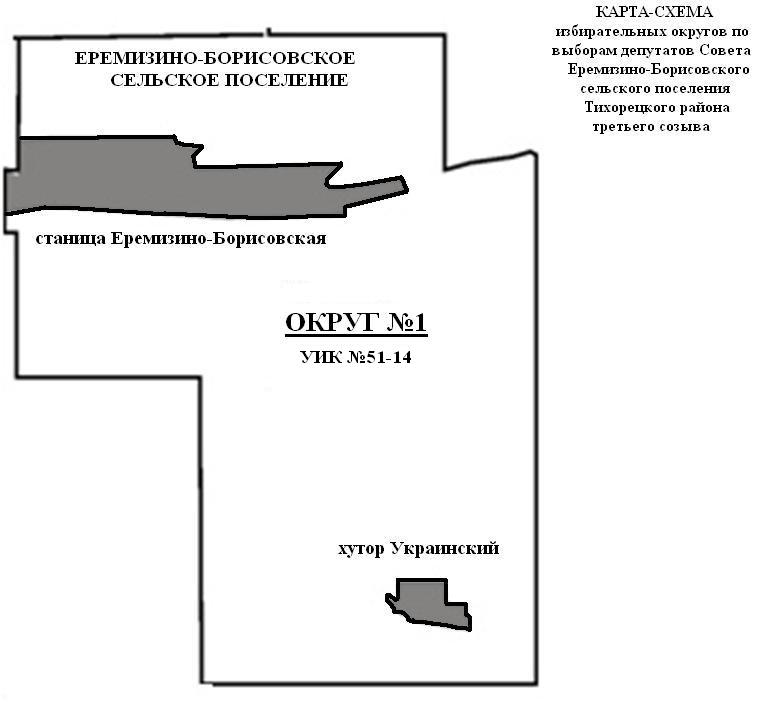 КАРТА-СХЕМА
избирательных округов по
выборам депутатов Совета
Еремизино-Борисовского
сельского поселения
Тихорецкого района
третьего созыва
ЕРЕМИЗИНО-БОРИСОВСКОЕ
СЕЛЬСКОЕ ПОСЕЛЕНИЕ
станица Еремизино-Борисовская
ОКРУГ №1
УИК №51-14
хутор Украинский